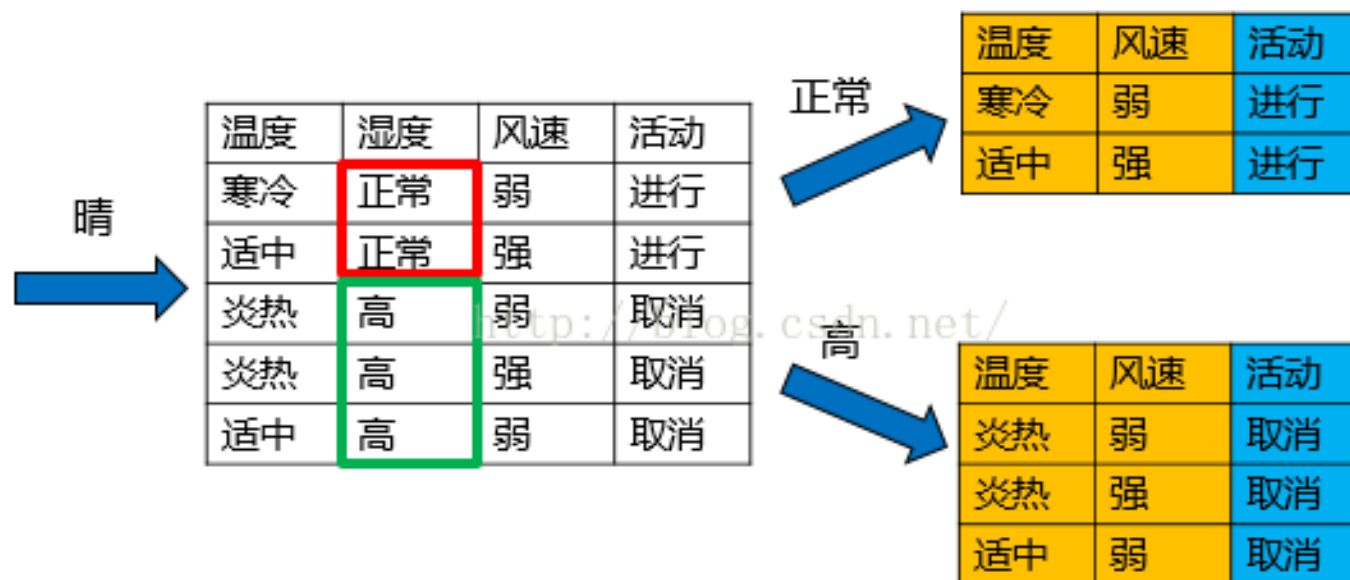 温度 风速 活动
正常
寒冷 弱 进行
温度 湿度 风速 活动
适中 强 进行
寒冷 正常 弱 进行
晴
适中 正常 强 进行
炎热 高 弱 取消
http://blog.csdn.net/
高
炎热 高 强 取消
温度 风速 活动
适中 高 弱 取消
炎热 弱 取消
炎热 强 取消
适中 弱 取消